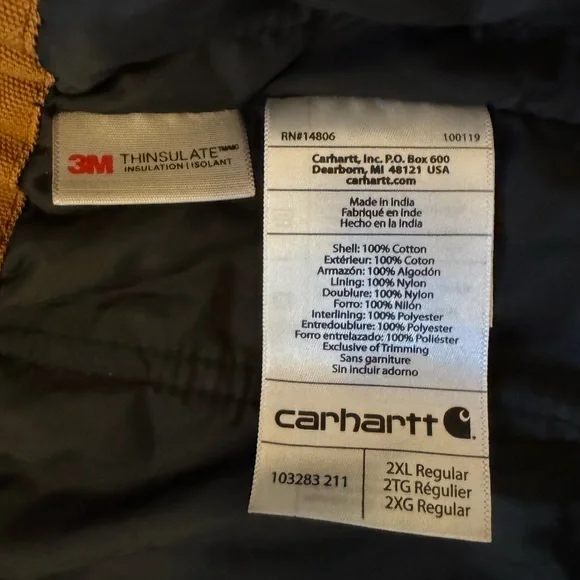 3M THINSULATE
INSULATION | ISOLANT
RN#14806 100119
Carhartt, Inc. P.O. Box 600
Dearborn, MI 48121 USA
carhartt.com
Made in India
Fabriqué en inde
Hecho en la India
Shell: 100% Cotton
Extérieur: 100% Coton
Armazón: 100% Algodón
Lining: 100% Nylon
Doublure: 100% Nylon
Forro: 100% Nilón
Interlining: 100% Polyester
Entredoublure: 100% Polyester
Forro entrelazado: 100% Poliéster
Exclusive of Trimming
Sans garniture
Sin incluir adorno
carhartt
103283 211
2XL Regular
2TG Régulier
2XG Regular